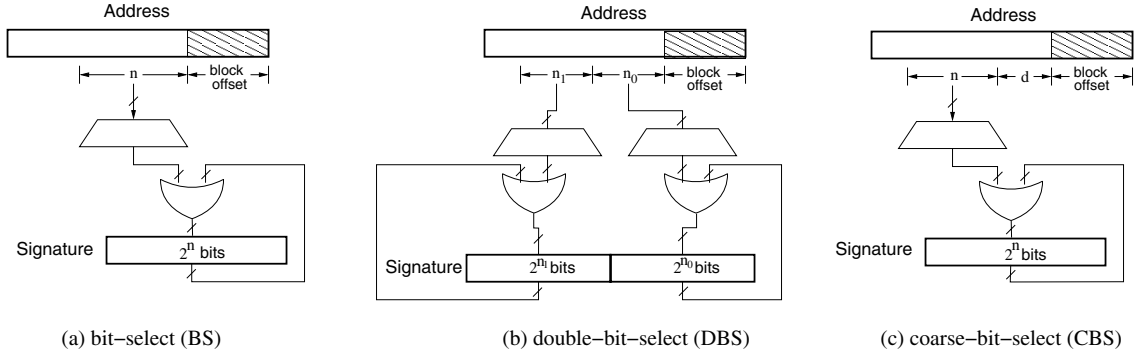 Address
n
block
offset
Signature
2^n bits
(a) bit−select (BS)
Address
n₁
n₀
block
offset
Signature
2^n₁ bits
2^n₀ bits
(b) double−bit−select (DBS)
Address
n
d
block
offset
Signature
2^n bits
(c) coarse−bit−select (CBS)